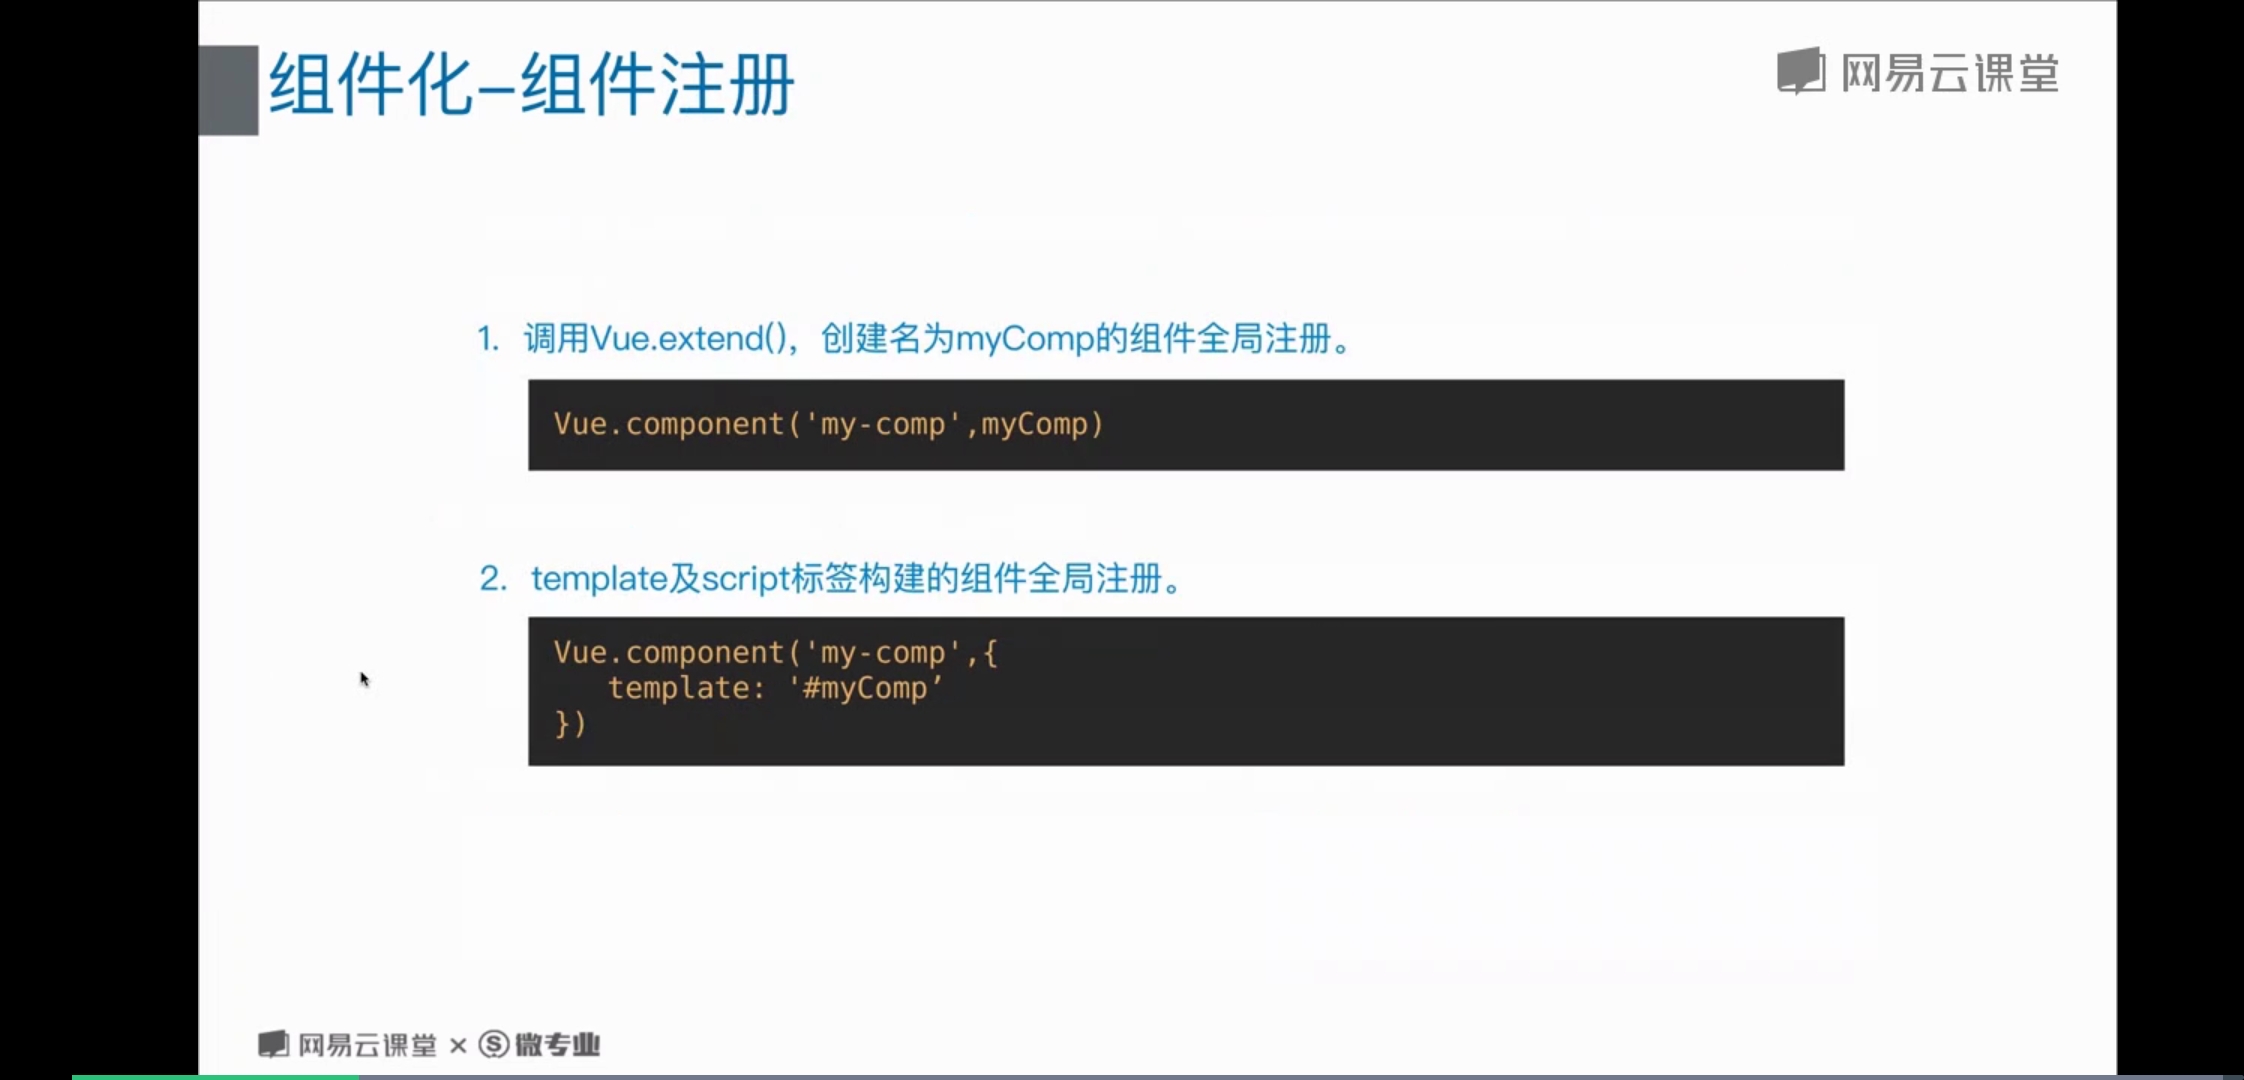 组件化–组件注册
网易云课堂
1. 调用Vue.extend()，创建名为myComp的组件全局注册。
Vue.component('my-comp',myComp)
2. template及script标签构建的组件全局注册。
Vue.component('my-comp',{
template: '#myComp’
})
网易云课堂 × Ⓢ微专业